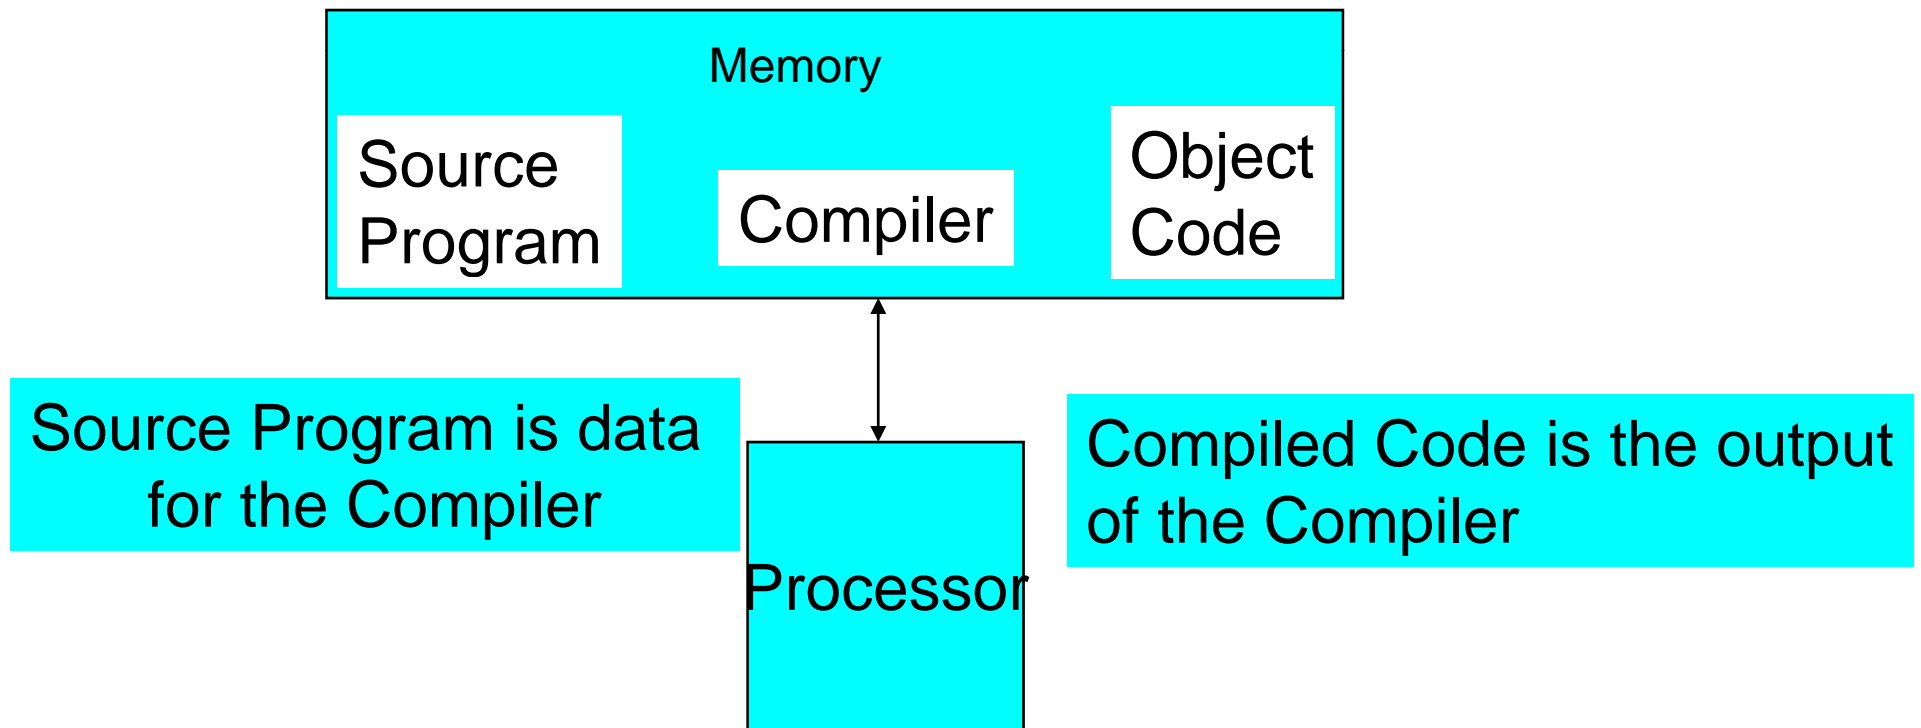 Memory
Source
Program
Compiler
Object
Code
Source Program is data
for the Compiler
Compiled Code is the output
of the Compiler
Processor